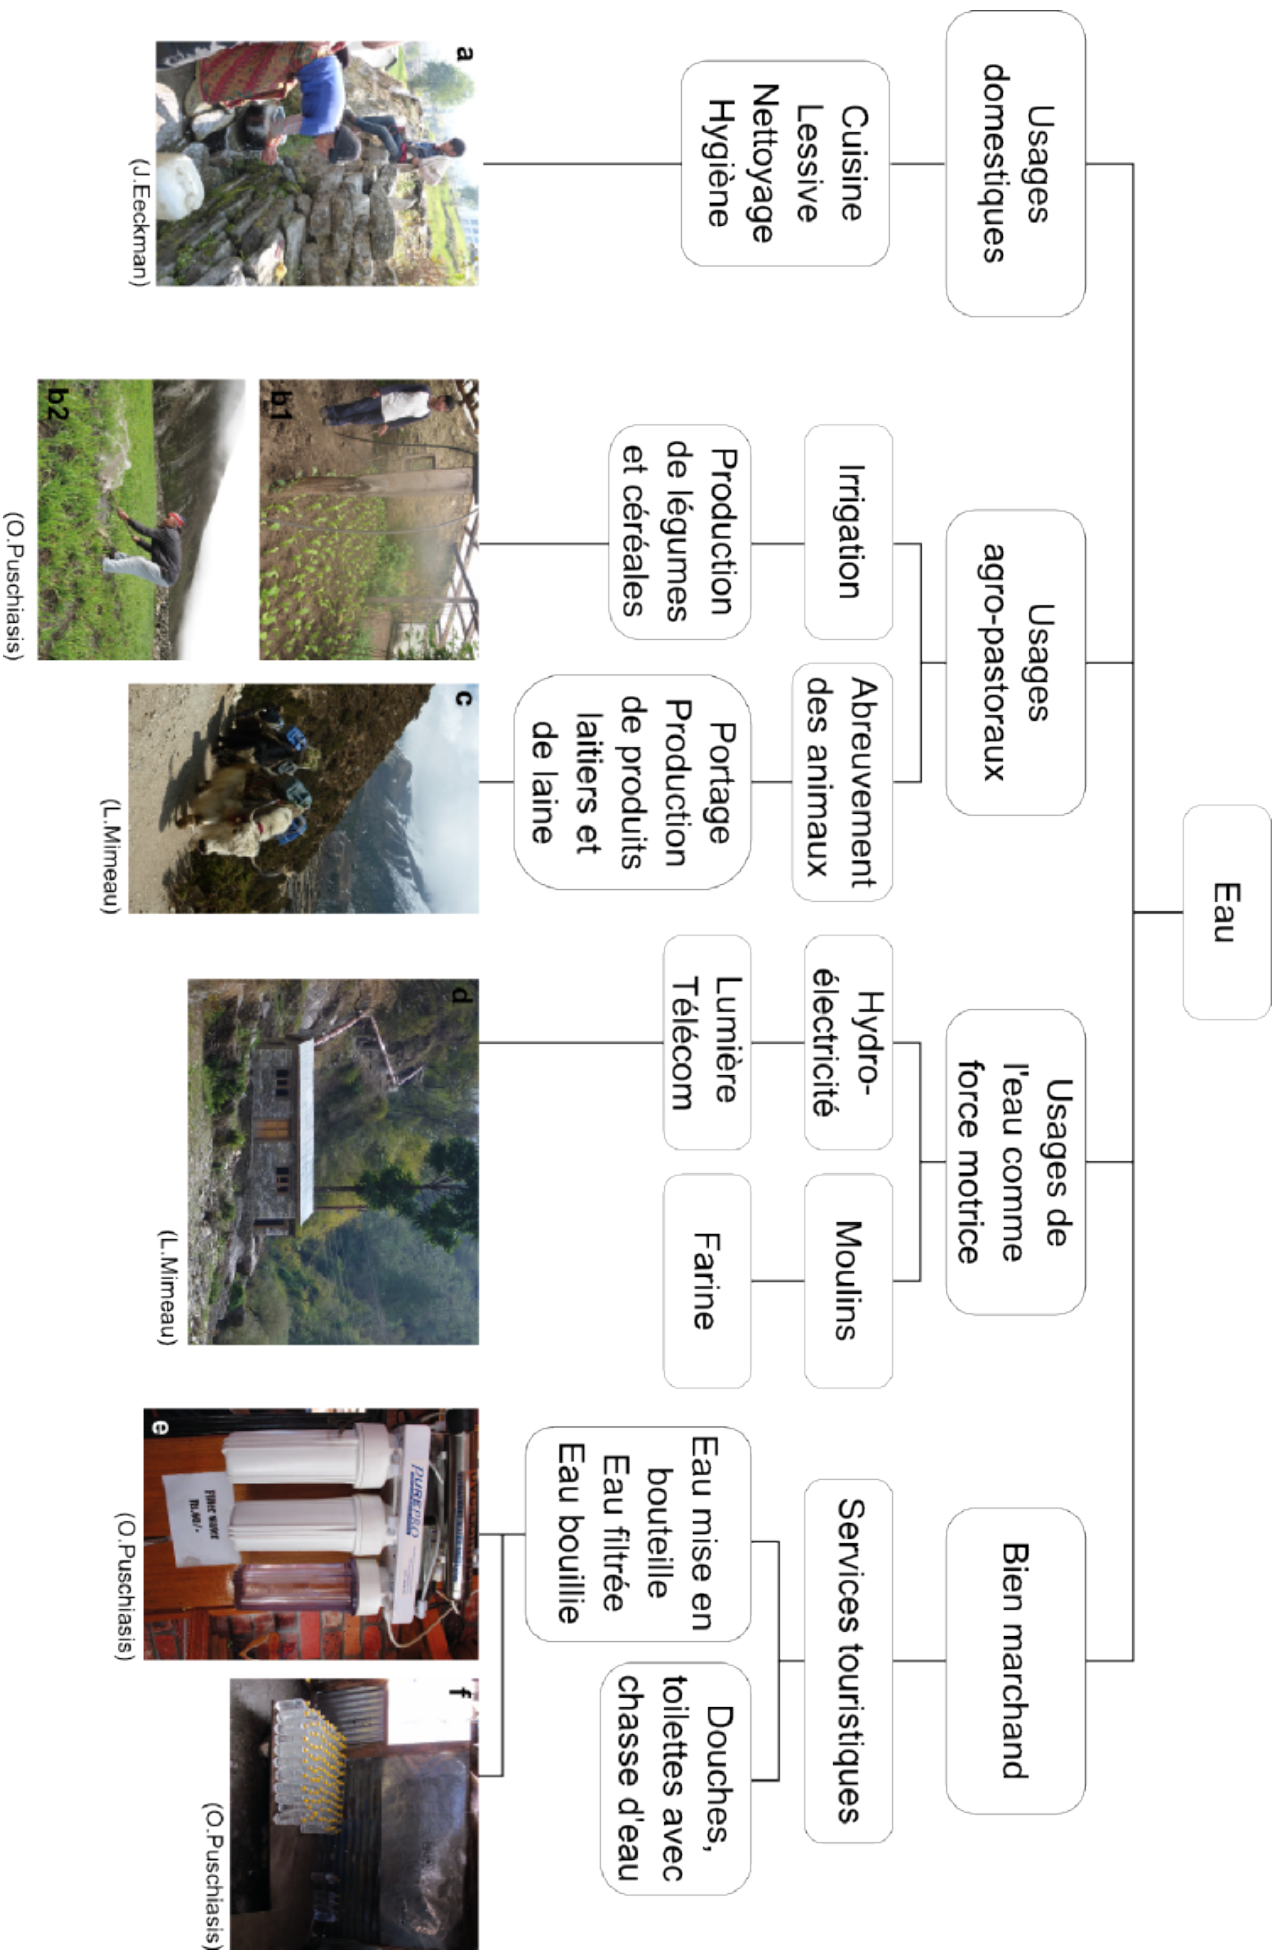 Eau
Usages
domestiques
Usages
agro-pastoraux
Usages de
l'eau comme
force motrice
Bien marchand
Cuisine
Lessive
Nettoyage
Hygiène
Irrigation
Abreuvement
des animaux
Hydro-
électricité
Moulins
Services touristiques
Production
de légumes
et céréales
Portage
Production
de produits
laitiers et
de laine
Lumière
Télécom
Farine
Eau mise en
bouteille
Eau filtrée
Eau bouillie
Douches,
toilettes avec
chasse d'eau
a
(J.Eeckman)
b1
b2
(O.Puschiasis)
c
(L.Mimeau)
d
(L.Mimeau)
PUREPRO
e
(O.Puschiasis)
f
(O.Puschiasis)